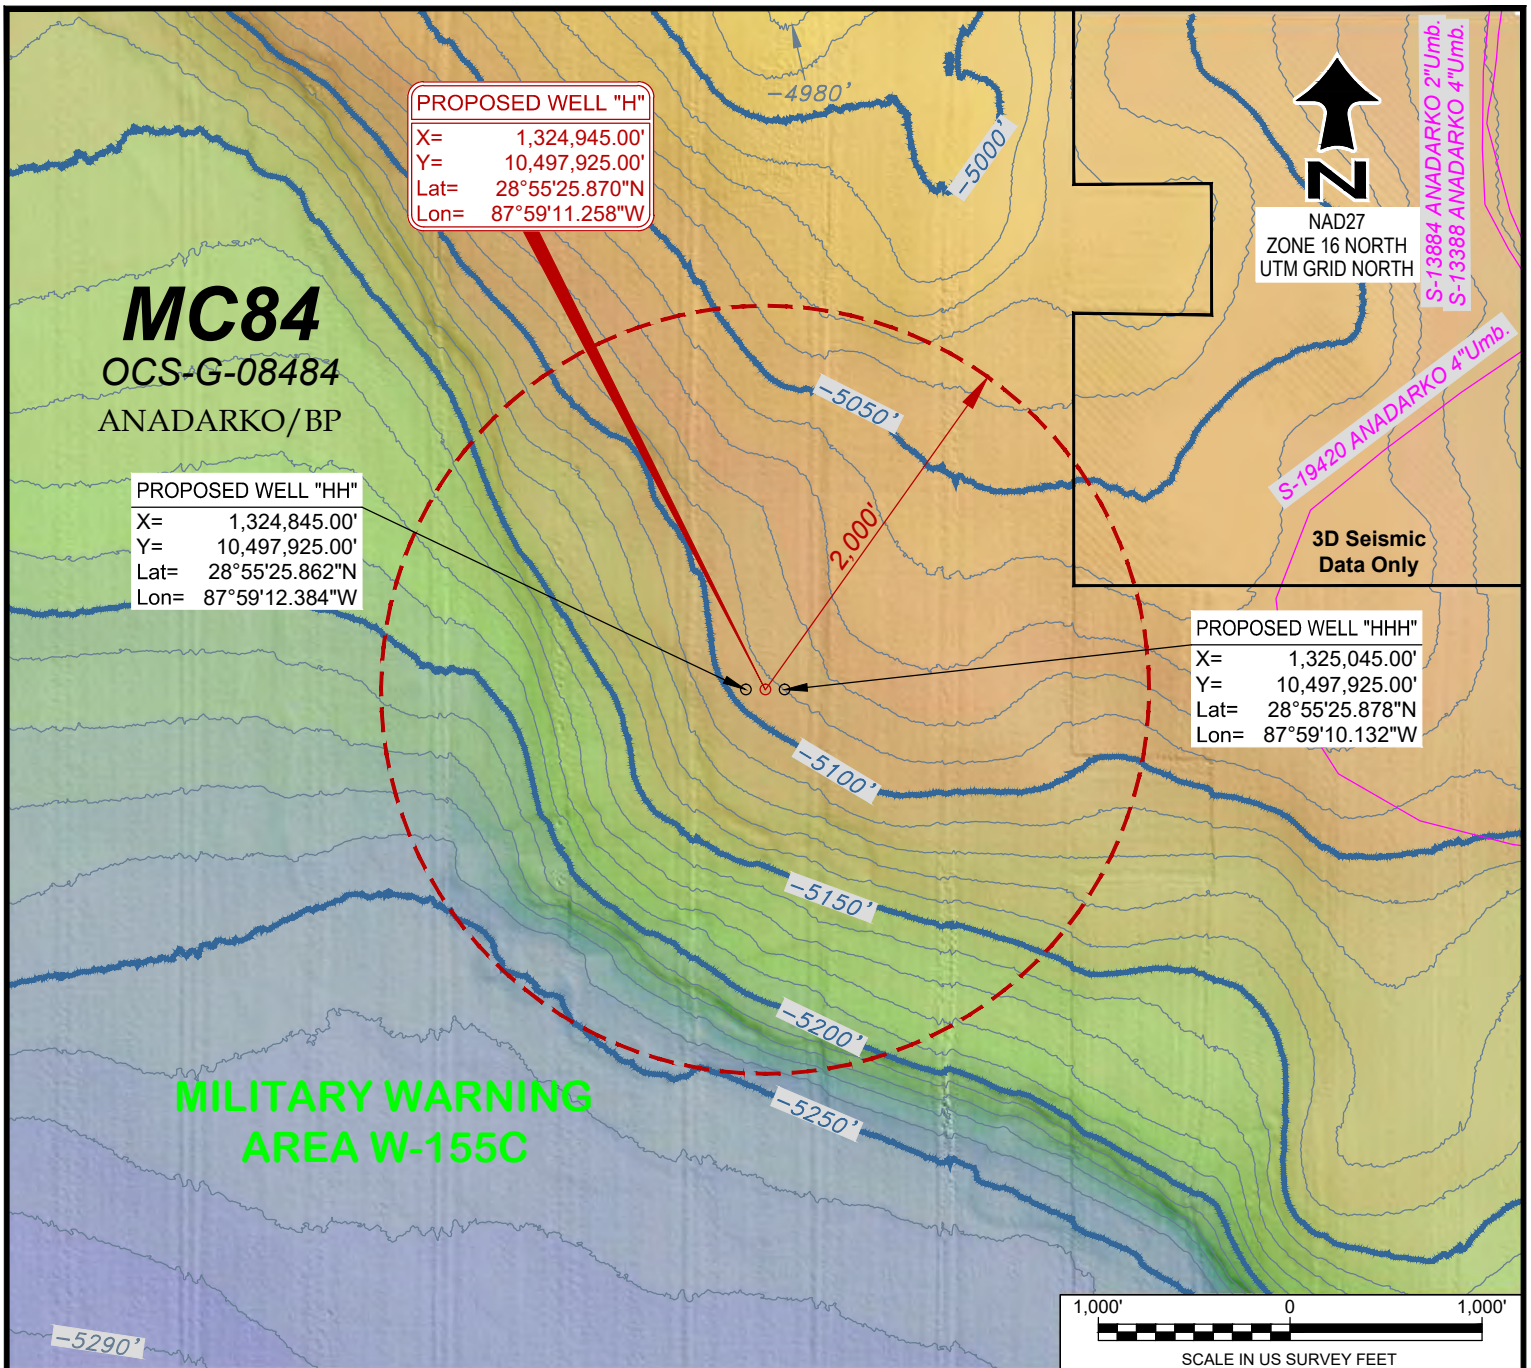 PROPOSED WELL "H"
X= 1,324,945.00'
Y= 10,497,925.00'
Lat= 28°55'25.870"N
Lon= 87°59'11.258"W
−4980'
−5000'
N
NAD27
ZONE 16 NORTH
UTM GRID NORTH
S-13884 ANADARKO 2"Umb.
S-13388 ANADARKO 4"Umb.
S-19420 ANADARKO 4"Umb.
MC84
OCS-G-08484
ANADARKO/BP
−5050'
PROPOSED WELL "HH"
X= 1,324,845.00'
Y= 10,497,925.00'
Lat= 28°55'25.862"N
Lon= 87°59'12.384"W
2,000'
3D Seismic
Data Only
PROPOSED WELL "HHH"
X= 1,325,045.00'
Y= 10,497,925.00'
Lat= 28°55'25.878"N
Lon= 87°59'10.132"W
−5100'
−5150'
−5200'
−5250'
MILITARY WARNING
AREA W-155C
−5290'
1,000' 0 1,000'
SCALE IN US SURVEY FEET